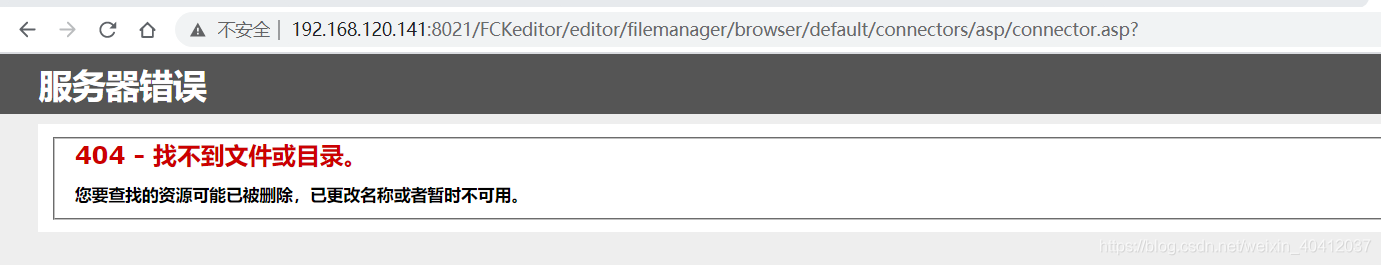 不安全 | 192.168.120.141:8021/FCKeditor/editor/filemanager/browser/default/connectors/asp/connector.asp?
服务器错误
404 - 找不到文件或目录。
您要查找的资源可能已被删除，已更改名称或者暂时不可用。
https://blog.csdn.net/weixin_40412037